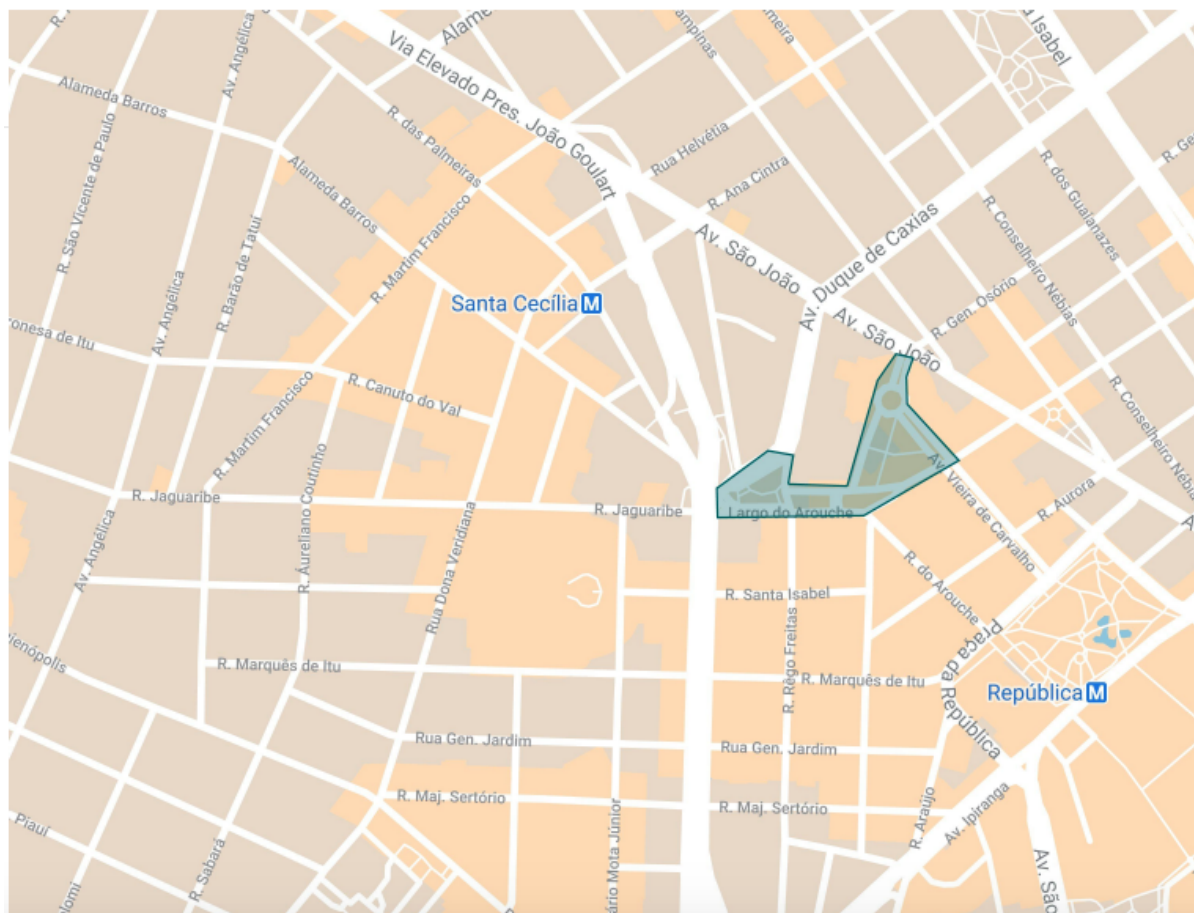 Via Elevado Pres. João Goulart
Av. Angélica
Alameda Barros
R. das Palmeiras
Rua Helvétia
R. Ana Cintra
R. dos Guaianazes
R. Conselheiro Nébias
R. São Vicente de Paulo
Alameda Barros
R. Martim Francisco
R. Barão de Tatuí
Av. São João
Av. Duque de Caxias
Santa Cecília M
R. Gen. Osório
Av. São João
Av. Angélica
R. Canuto do Val
R. Martim Francisco
R. Conselheiro Nébias
Av. Vieira de Carvalho
R. Aurora
R. Jaguaribe
R. Jaguaribe
Largo do Arouche
R. Áureliano Coutinho
Rua Dona Veridiana
Av. Angélica
R. do Arouche
R. Santa Isabel
R. Rêgo Freitas
Praça da República
R. Marquês de Itu
R. Marquês de Itu
República M
Rua Gen. Jardim
Rua Gen. Jardim
R. Maj. Sertório
R. Maj. Sertório
R. Araújo
Av. Ipiranga
R. Sabará
Piauí
Av. São